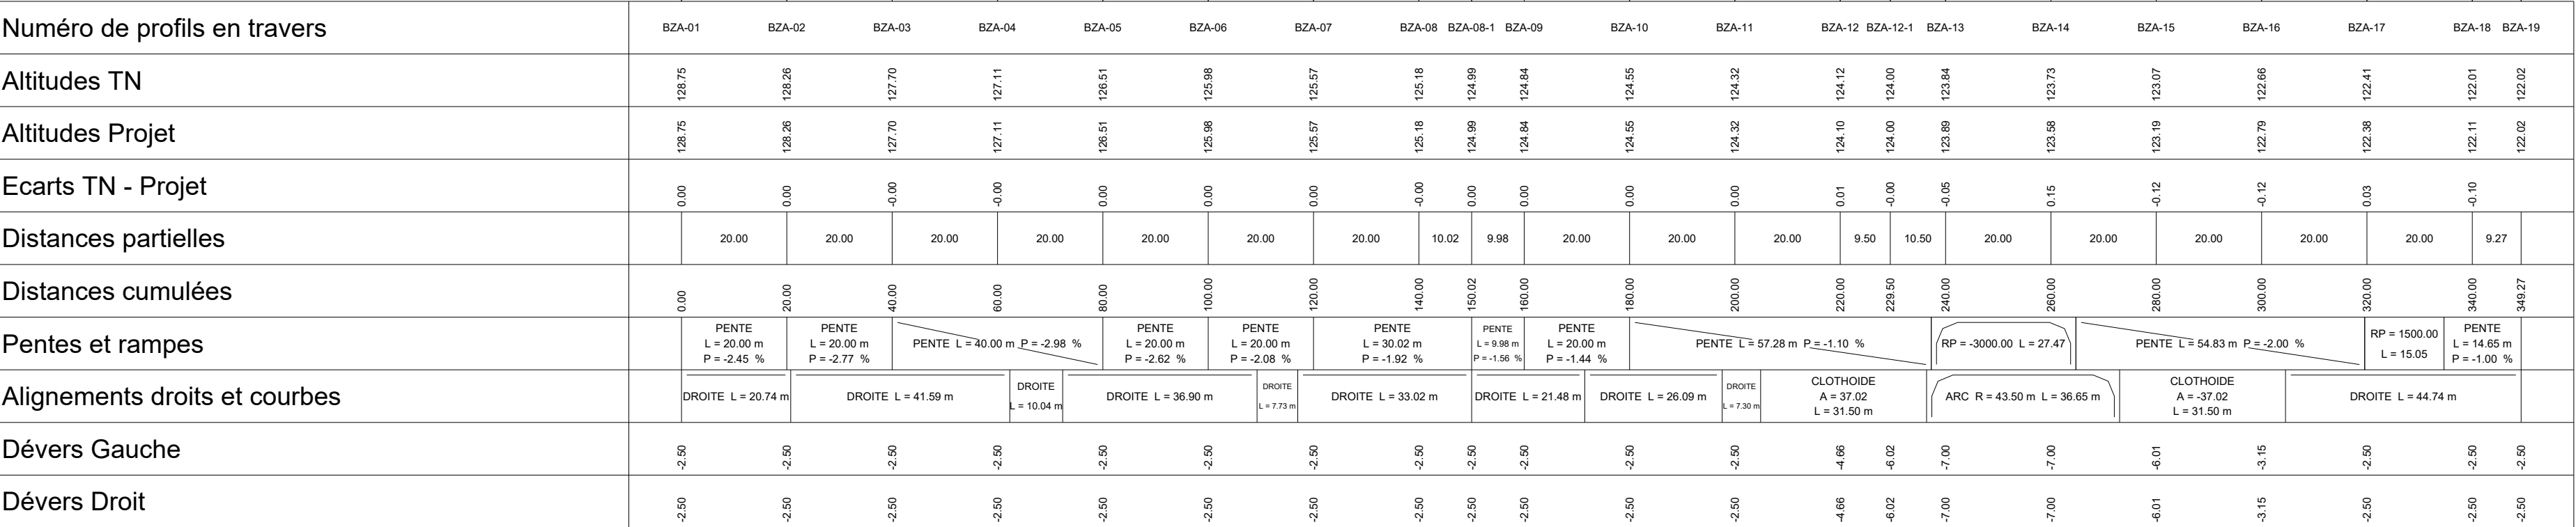 Numéro de profils en travers BZA-01 BZA-02 BZA-03 BZA-04 BZA-05 BZA-06 BZA-07 BZA-08 BZA-08-1 BZA-09 BZA-10 BZA-11 BZA-12 BZA-12-1 BZA-13 BZA-14 BZA-15 BZA-16 BZA-17 BZA-18 BZA-19
Altitudes TN 128.75 128.26 127.70 127.11 126.51 125.98 125.57 125.18 124.99 124.84 124.55 124.32 124.12 124.00 123.84 123.73 123.07 122.66 122.41 122.01 122.02
Altitudes Projet 128.75 128.26 127.70 127.11 126.51 125.98 125.57 125.18 124.99 124.84 124.55 124.32 124.10 124.00 123.89 123.58 123.19 122.79 122.38 122.11 122.02
Ecarts TN - Projet 0.00 0.00 -0.00 -0.00 0.00 0.00 0.00 -0.00 0.00 0.00 0.00 0.00 0.01 -0.00 -0.05 0.15 -0.12 -0.12 0.03 -0.10
Distances partielles 20.00 20.00 20.00 20.00 20.00 20.00 20.00 10.02 9.98 20.00 20.00 20.00 9.50 10.50 20.00 20.00 20.00 20.00 20.00 9.27
Distances cumulées 0.00 20.00 40.00 60.00 80.00 100.00 120.00 140.00 150.02 160.00 180.00 200.00 220.00 229.50 240.00 260.00 280.00 300.00 320.00 340.00 349.27
Pentes et rampes
PENTE
L = 20.00 m
P = -2.45 %
PENTE
L = 20.00 m
P = -2.77 %
PENTE L = 40.00 m P = -2.98 %
PENTE
L = 20.00 m
P = -2.62 %
PENTE
L = 20.00 m
P = -2.08 %
PENTE
L = 30.02 m
P = -1.92 %
PENTE
L = 9.98 m
P = -1.56 %
PENTE
L = 20.00 m
P = -1.44 %
PENTE L = 57.28 m P = -1.10 %
RP = -3000.00 L = 27.47
PENTE L = 54.83 m P = -2.00 %
RP = 1500.00
L = 15.05
PENTE
L = 14.65 m
P = -1.00 %
Alignements droits et courbes
DROITE L = 20.74 m
DROITE L = 41.59 m
DROITE
L = 10.04 m
DROITE L = 36.90 m
DROITE
L = 7.73 m
DROITE L = 33.02 m
DROITE L = 21.48 m
DROITE L = 26.09 m
DROITE
L = 7.30 m
CLOTHOIDE
A = 37.02
L = 31.50 m
ARC R = 43.50 m L = 36.65 m
CLOTHOIDE
A = -37.02
L = 31.50 m
DROITE L = 44.74 m
Dévers Gauche -2.50 -2.50 -2.50 -2.50 -2.50 -2.50 -2.50 -2.50 -2.50 -2.50 -2.50 -2.50 -4.66 -6.02 -7.00 -7.00 -6.01 -3.15 -2.50 -2.50 -2.50
Dévers Droit -2.50 -2.50 -2.50 -2.50 -2.50 -2.50 -2.50 -2.50 -2.50 -2.50 -2.50 -2.50 -4.66 -6.02 -7.00 -7.00 -6.01 -3.15 -2.50 -2.50 -2.50